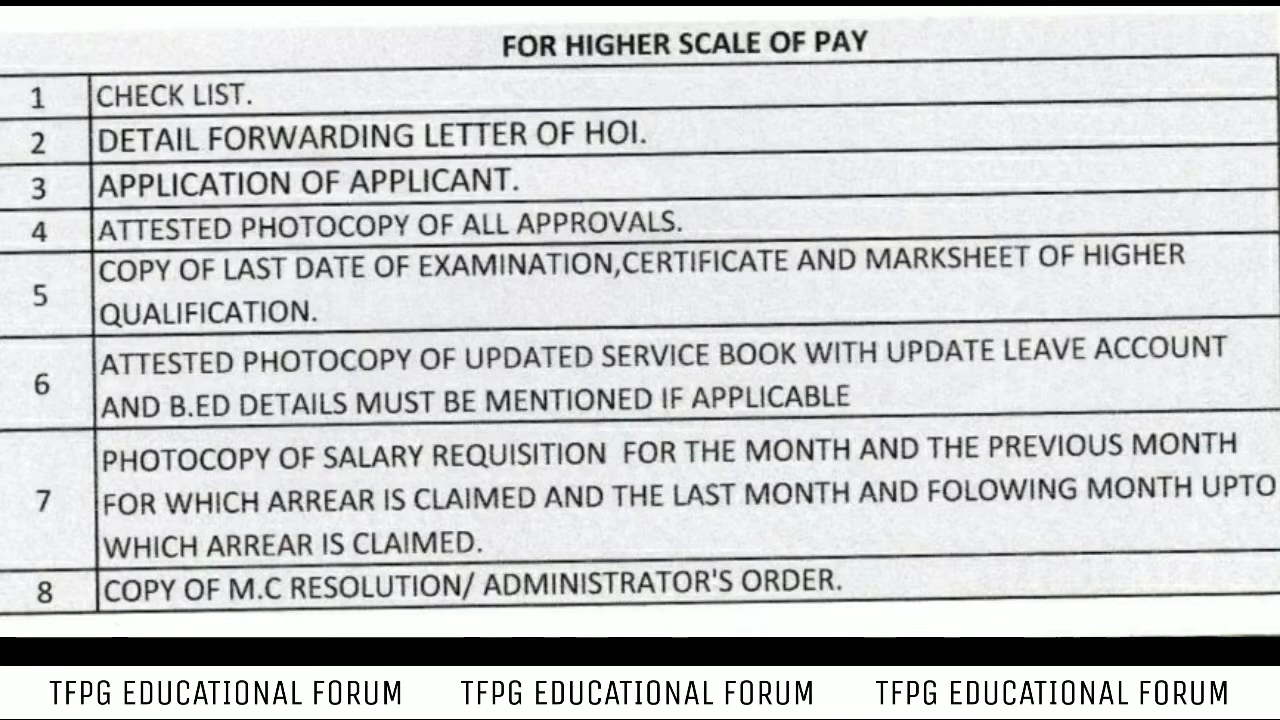 FOR HIGHER SCALE OF PAY
1 CHECK LIST.
2 DETAIL FORWARDING LETTER OF HOI.
3 APPLICATION OF APPLICANT.
4 ATTESTED PHOTOCOPY OF ALL APPROVALS.
5 COPY OF LAST DATE OF EXAMINATION,CERTIFICATE AND MARKSHEET OF HIGHER
QUALIFICATION.
6 ATTESTED PHOTOCOPY OF UPDATED SERVICE BOOK WITH UPDATE LEAVE ACCOUNT
AND B.ED DETAILS MUST BE MENTIONED IF APPLICABLE
7 PHOTOCOPY OF SALARY REQUISITION FOR THE MONTH AND THE PREVIOUS MONTH
FOR WHICH ARREAR IS CLAIMED AND THE LAST MONTH AND FOLOWING MONTH UPTO
WHICH ARREAR IS CLAIMED.
8 COPY OF M.C RESOLUTION/ ADMINISTRATOR'S ORDER.
TFPG EDUCATIONAL FORUM TFPG EDUCATIONAL FORUM TFPG EDUCATIONAL FORUM